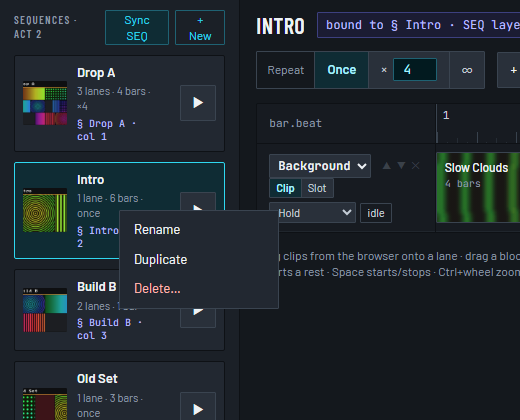 SEQUENCES ·
ACT 2
Sync
SEQ
+
New
Drop A
3 lanes · 4 bars ·
×4
§ Drop A ·
col 1
Intro
1 lane · 6 bars ·
once
§ Intro
2
Rename
Duplicate
Delete...
Build B
2 lanes ·
§ Build B ·
col 3
Old Set
1 lane · 3 bars ·
once
INTRO
bound to § Intro · SEQ laye
Repeat
Once
×
4
∞
+
bar.beat
1
Background
▲ ▼ ×
Clip
Slot
Hold
idle
Slow Clouds
4 bars
clips from the browser onto a lane · drag a bloc
rts a rest · Space starts/stops · Ctrl+wheel zoom